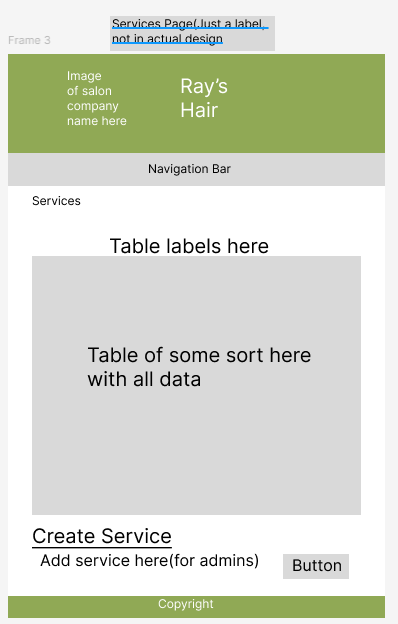 Services Page(Just a label,
not in actual design
Frame 3
Image
of salon
company
name here
Ray's
Hair
Navigation Bar
Services
Table labels here
Table of some sort here
with all data
Create Service
Add service here(for admins)
Button
Copyright